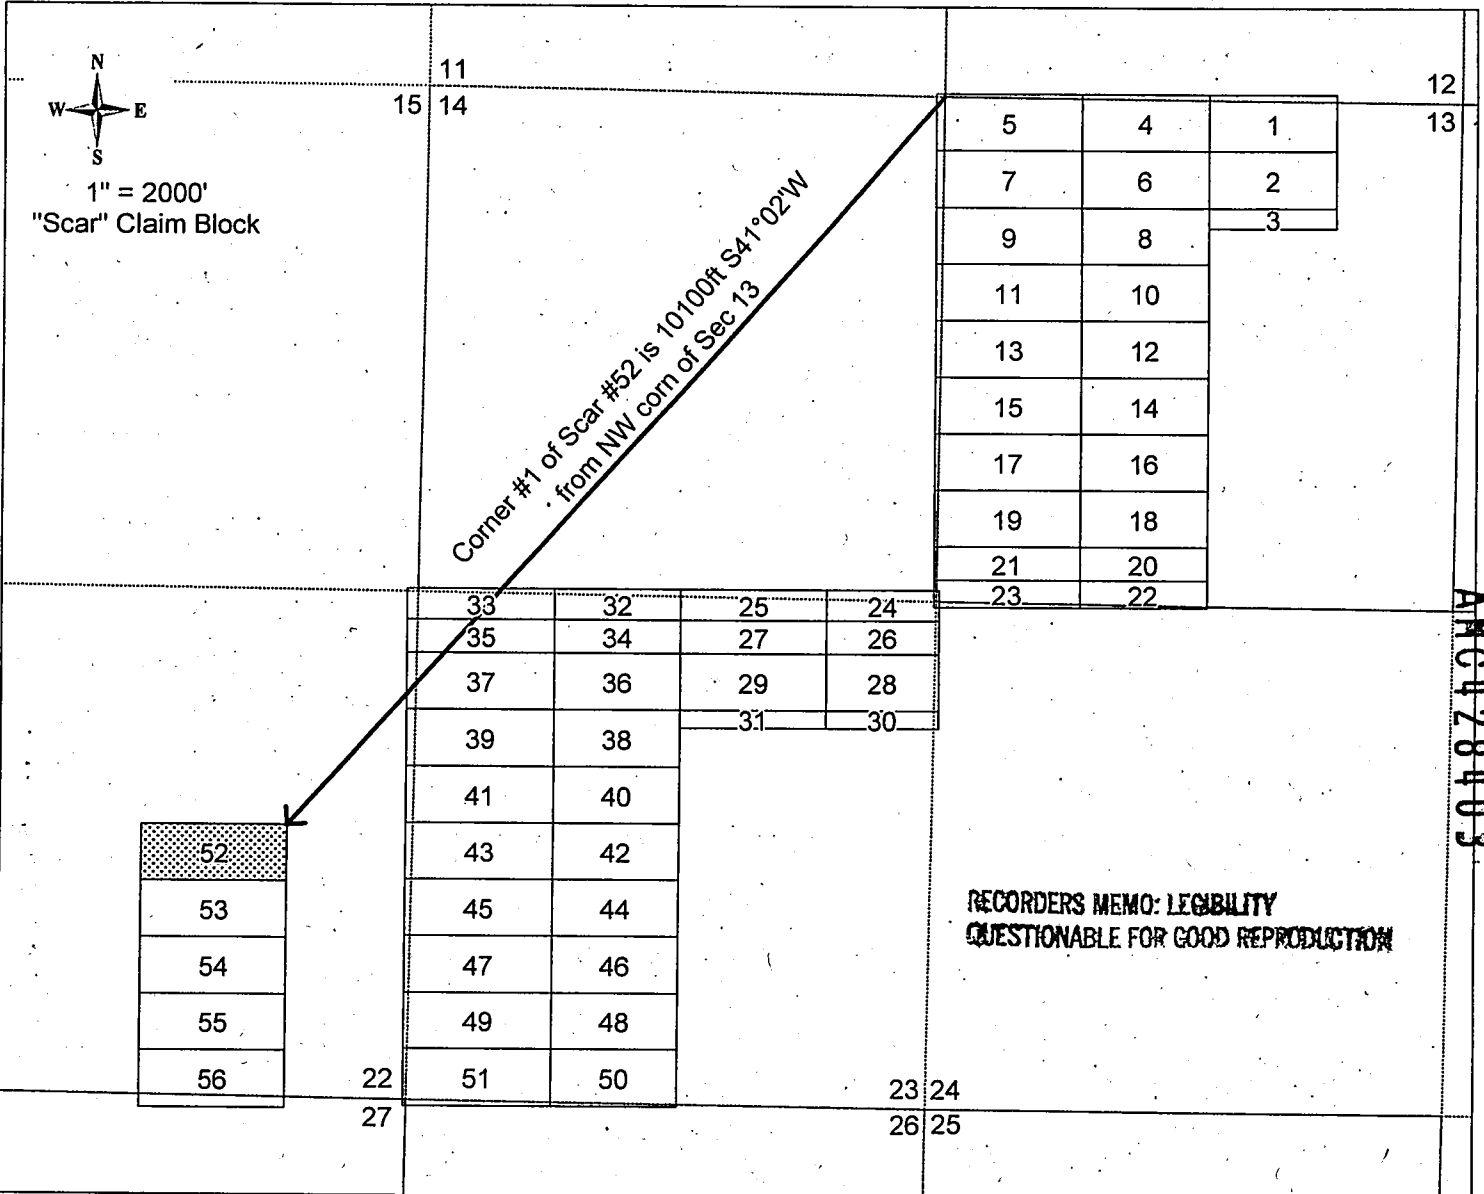 N
W E
S
1" = 2000'
"Scar" Claim Block
11
15 14
12
13
Corner #1 of Scar #52 is 10100ft S41°02"W
from NW corn of Sec 13
5 4 1
7 6 2
3
9 8
11 10
13 12
15 14
17 16
19 18
21 20
23 22
33 32 25 24
35 34 27 26
37 36 29 28
31 30
39 38
41 40
43 42
45 44
47 46
49 48
51 50
52
53
54
55
56
22
27
23 24
26 25
RECORDERS MEMO: LEGIBILITY
QUESTIONABLE FOR GOOD REPRODUCTION
AMC428403